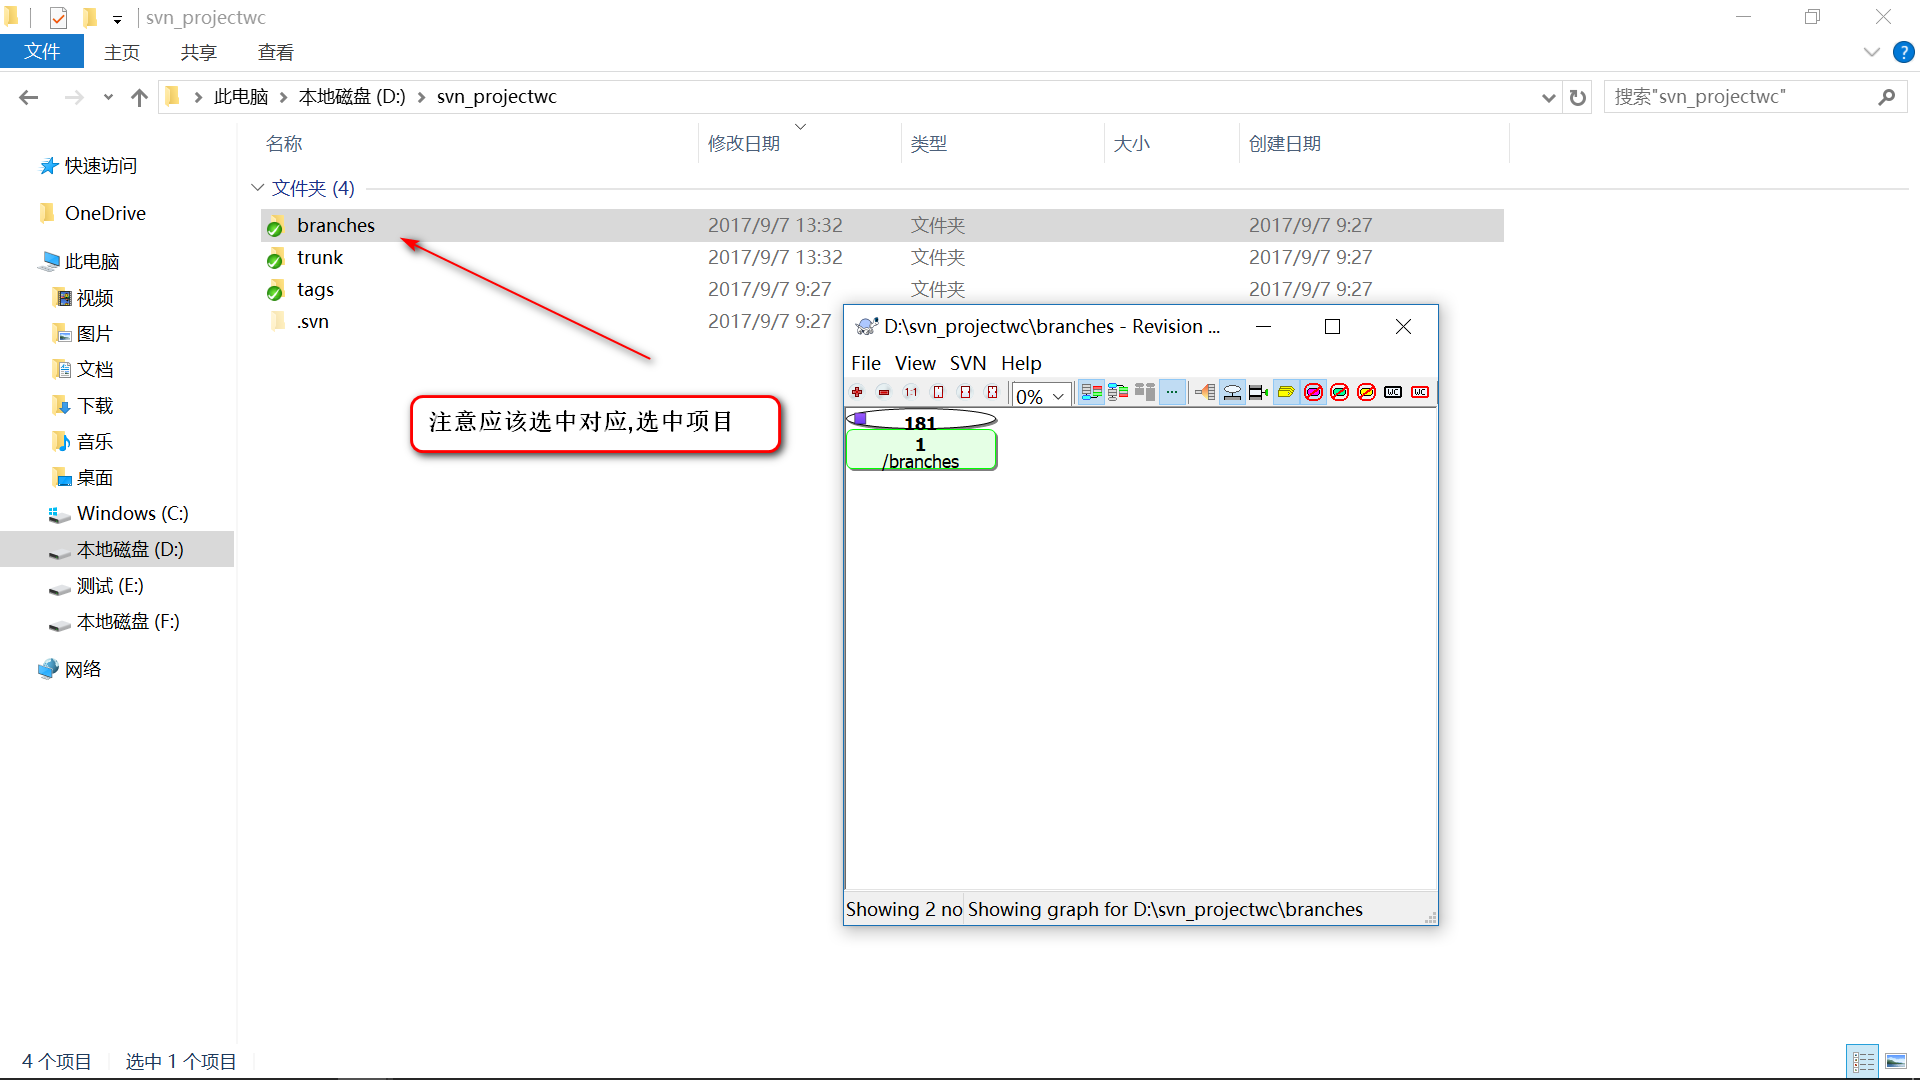 svn_projectwc
文件 主页 共享 查看
此电脑 本地磁盘 (D:) svn_projectwc 搜索"svn_projectwc"
名称 修改日期 类型 大小 创建日期
快速访问
文件夹 (4)
OneDrive
branches 2017/9/7 13:32 文件夹 2017/9/7 9:27
此电脑
trunk 2017/9/7 13:32 文件夹 2017/9/7 9:27
视频
tags 2017/9/7 9:27 文件夹 2017/9/7 9:27
.svn 2017/9/7 9:27
图片
文档
下载
音乐
桌面
Windows (C:)
本地磁盘 (D:)
测试 (E:)
本地磁盘 (F:)
网络
注意应该选中对应,选中项目
D:\svn_projectwc\branches - Revision ...
File View SVN Help
1:1 0% WC WC
181
1
/branches
Showing 2 no Showing graph for D:\svn_projectwc\branches
4 个项目 选中 1 个项目